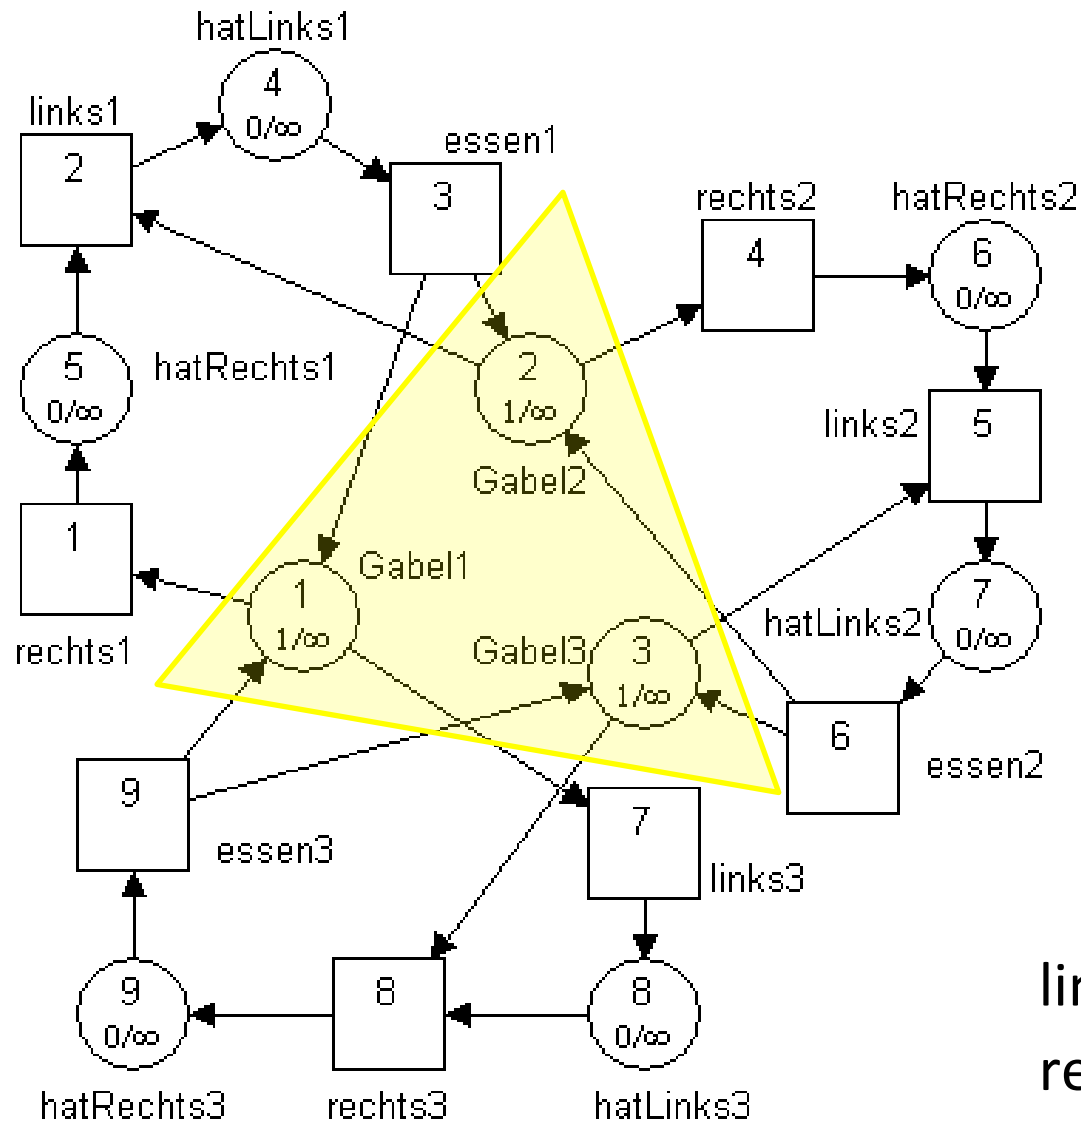 hatLinks1
4
0/∞
links1
2
essen1
3
rechts2
4
hatRechts2
6
0/∞
5
0/∞
hatRechts1
2
1/∞
Gabel2
links2
5
1
rechts1
Gabel1
1
1/∞
Gabel3
3
1/∞
hatLinks2
7
0/∞
6
essen2
9
essen3
7
links3
9
0/∞
hatRechts3
8
rechts3
8
0/∞
hatLinks3
lin
re